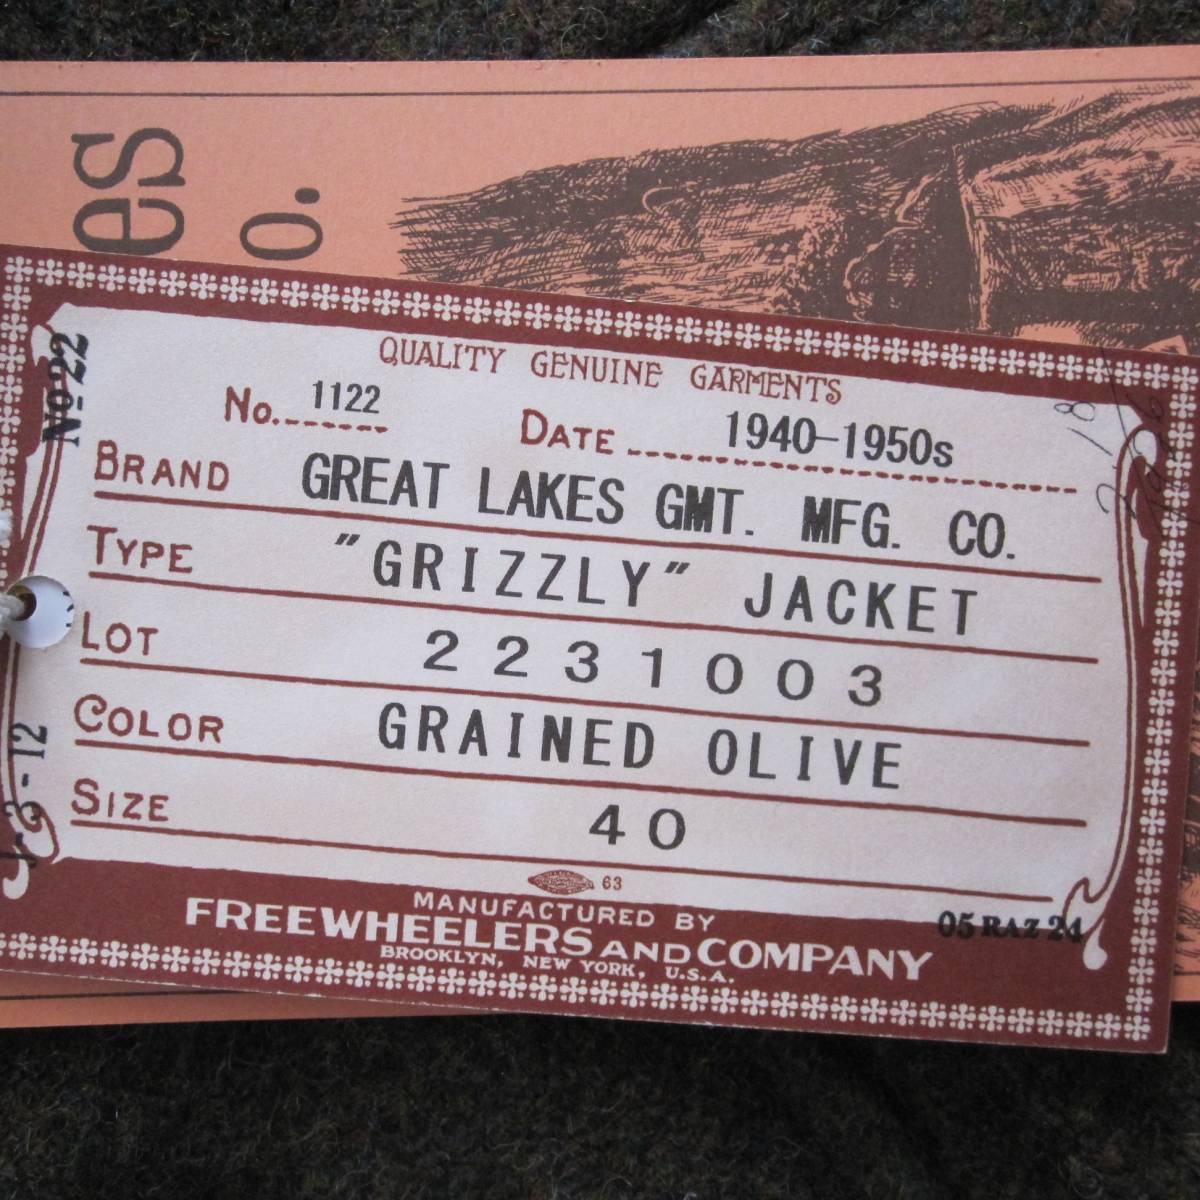 es
o.
QUALITY GENUINE GARMENTS
No. 1122
DATE 1940-1950s
BRAND GREAT LAKES GMT. MFG. CO.
TYPE "GRIZZLY" JACKET
LOT 2231003
COLOR GRAINED OLIVE
SIZE 40
63
MANUFACTURED BY
FREEWHEELERS AND COMPANY
BROOKLYN, NEW YORK, U.S.A.
No 22
J-3-12
05 RAZ 24